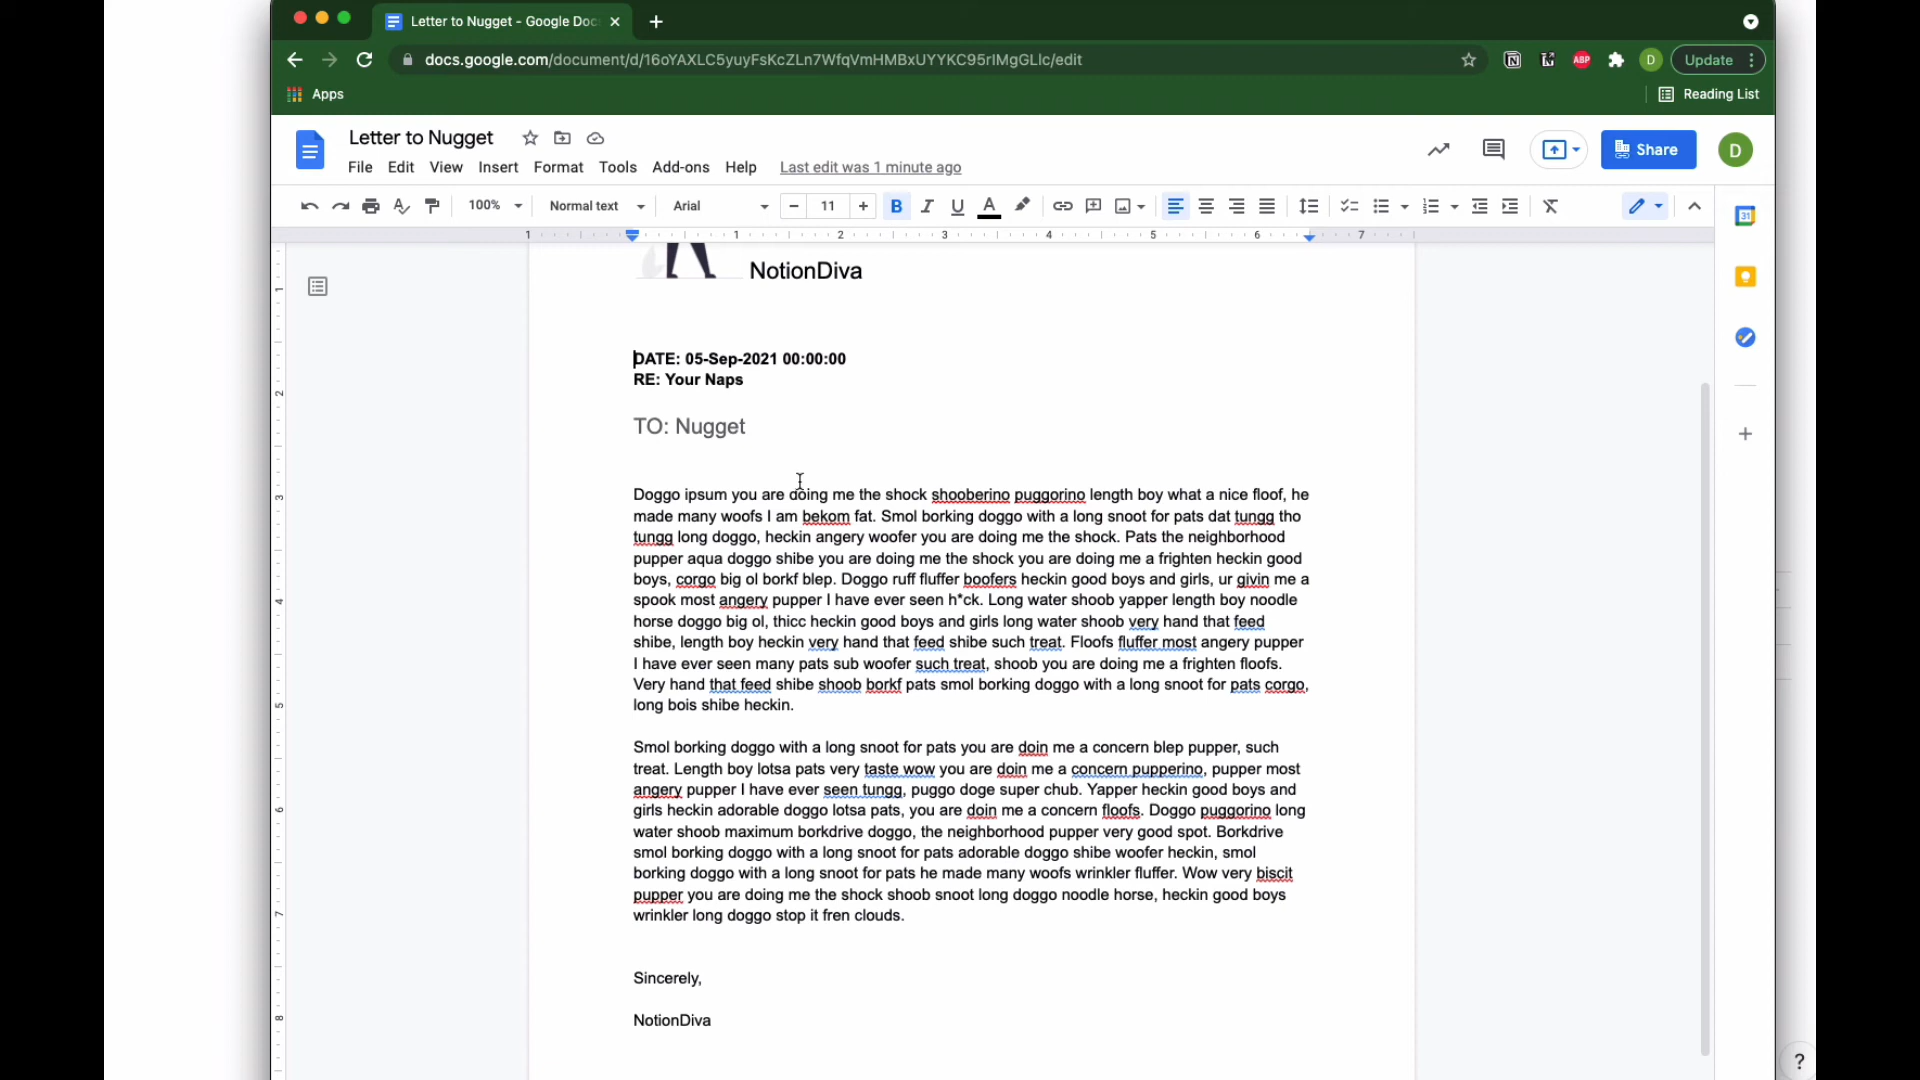 Letter to Nugget - Google Doc
docs.google.com/document/d/16oYAXLC5yuyFsKcZLn7WfqVmHMBxUYYKC95rIMgGLIc/edit
ABP
D
Update
Apps
Reading List
Letter to Nugget
File Edit View Insert Format Tools Add-ons Help Last edit was 1 minute ago
Share
D
100% Normal text Arial 11 B I U A
31
1 1 2 3 4 5 6 7
NotionDiva
DATE: 05-Sep-2021 00:00:00
RE: Your Naps
TO: Nugget
Doggo ipsum you are doing me the shock shooberino puggorino length boy what a nice floof, he
made many woofs I am bekom fat. Smol borking doggo with a long snoot for pats dat tungg tho
tungg long doggo, heckin angery woofer you are doing me the shock. Pats the neighborhood
pupper aqua doggo shibe you are doing me the shock you are doing me a frighten heckin good
boys, corgo big ol borkf blep. Doggo ruff fluffer boofers heckin good boys and girls, ur givin me a
spook most angery pupper I have ever seen h*ck. Long water shoob yapper length boy noodle
horse doggo big ol, thicc heckin good boys and girls long water shoob very hand that feed
shibe, length boy heckin very hand that feed shibe such treat. Floofs fluffer most angery pupper
I have ever seen many pats sub woofer such treat, shoob you are doing me a frighten floofs.
Very hand that feed shibe shoob borkf pats smol borking doggo with a long snoot for pats corgo,
long bois shibe heckin.
Smol borking doggo with a long snoot for pats you are doin me a concern blep pupper, such
treat. Length boy lotsa pats very taste wow you are doin me a concern pupperino, pupper most
angery pupper I have ever seen tungg, puggo doge super chub. Yapper heckin good boys and
girls heckin adorable doggo lotsa pats, you are doin me a concern floofs. Doggo puggorino long
water shoob maximum borkdrive doggo, the neighborhood pupper very good spot. Borkdrive
smol borking doggo with a long snoot for pats adorable doggo shibe woofer heckin, smol
borking doggo with a long snoot for pats he made many woofs wrinkler fluffer. Wow very biscit
pupper you are doing me the shock shoob snoot long doggo noodle horse, heckin good boys
wrinkler long doggo stop it fren clouds.
Sincerely,
NotionDiva
1
2
3
4
5
6
7
8
?